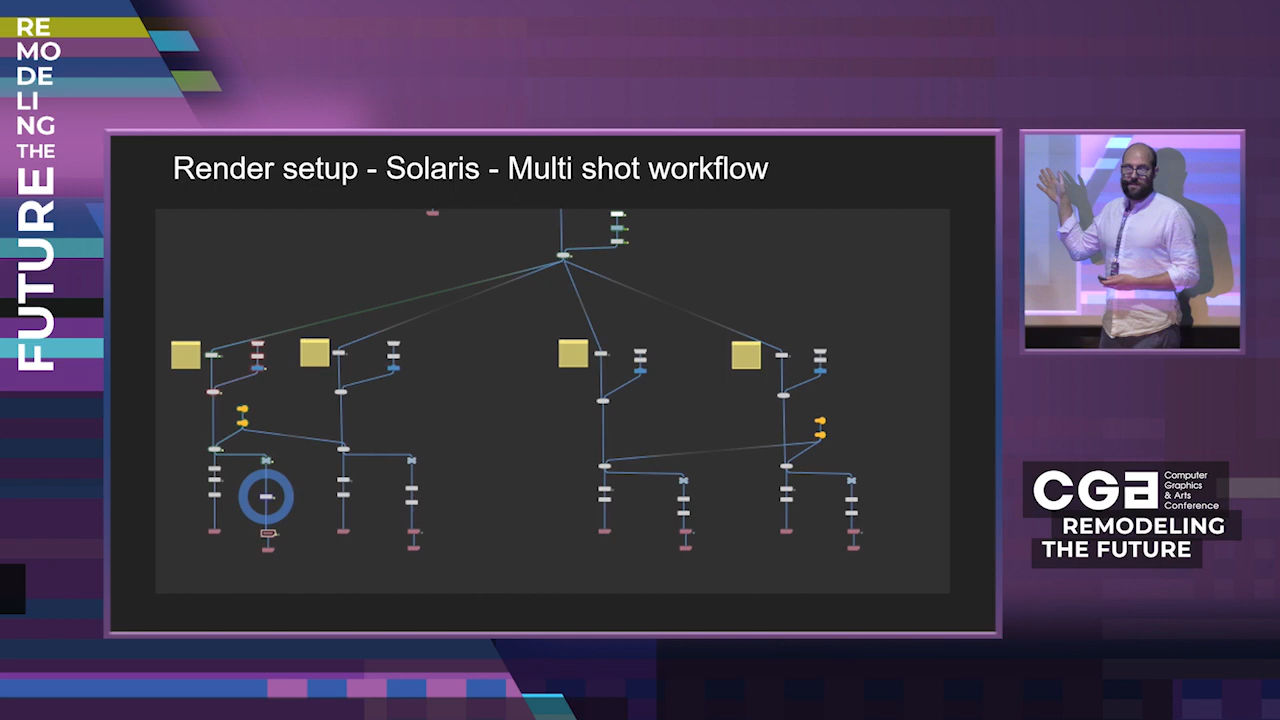 RE
MO
DE
LI
NG
THE
FUTURE
Render setup - Solaris - Multi shot workflow
CGA
Computer
Graphics
& Arts
Conference
REMODELING
THE FUTURE